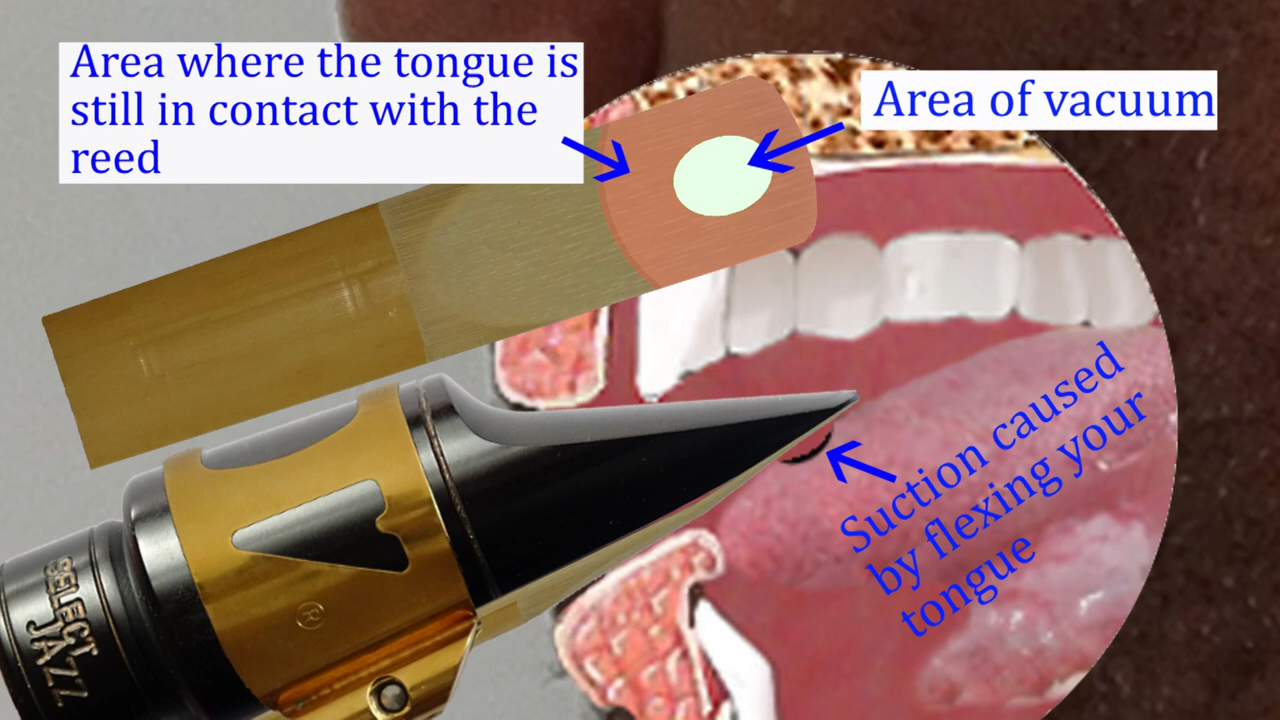 Area where the tongue is
still in contact with the
reed
Area of vacuum
Suction caused
by flexing your
tongue
®
SELECT
JAZZ